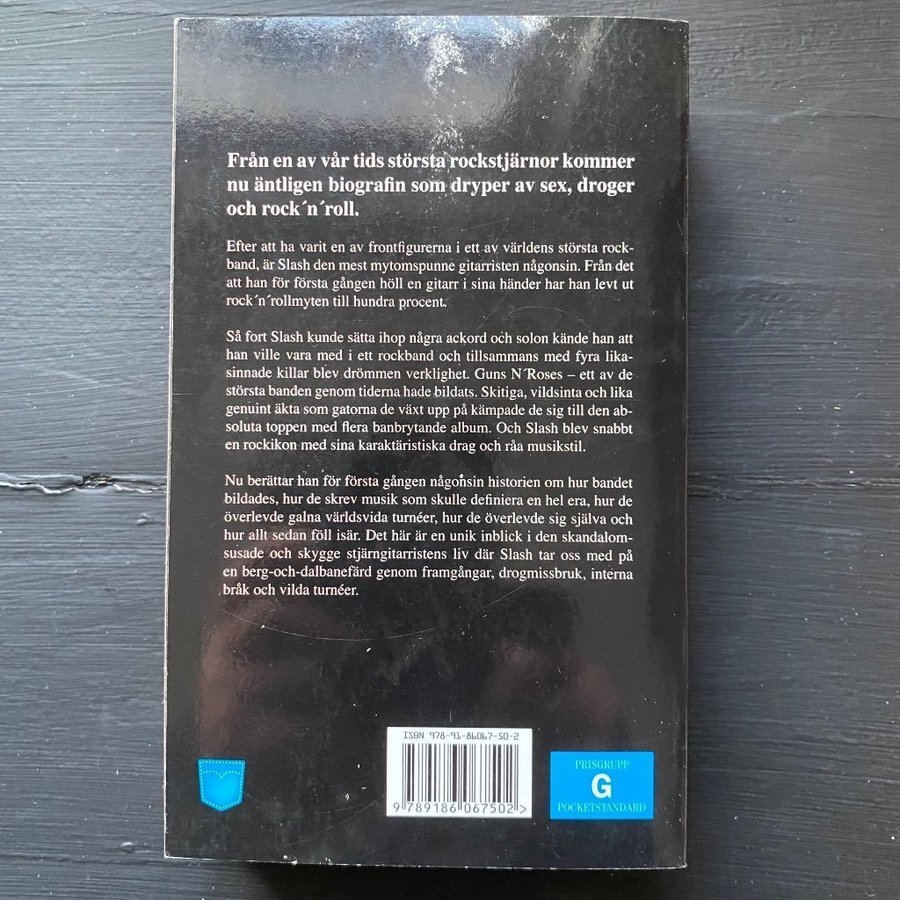 Från en av vår tids största rockstjärnor kommer
nu äntligen biografin som dryper av sex, droger
och rock´n´roll.
Efter att ha varit en av frontfigurerna i ett av världens största rock-
band, är Slash den mest mytomspunne gitarristen någonsin. Från det
att han för första gången höll en gitarr i sina händer har han levt ut
rock´n´rollmyten till hundra procent.
Så fort Slash kunde sätta ihop några ackord och solon kände han att
han ville vara med i ett rockband och tillsammans med fyra lika-
sinnade killar blev drömmen verklighet. Guns N´Roses – ett av de
största banden genom tiderna hade bildats. Skitiga, vildsinta och lika
genuint äkta som gatorna de växt upp på kämpade de sig till den ab-
soluta toppen med flera banbrytande album. Och Slash blev snabbt
en rockikon med sina karaktäristiska drag och råa musikstil.
Nu berättar han för första gången någonsin historien om hur bandet
bildades, hur de skrev musik som skulle definiera en hel era, hur de
överlevde galna världsvida turnéer, hur de överlevde sig själva och
hur allt sedan föll isär. Det här är en unik inblick i den skandalom-
susade och skygge stjärngitarristens liv där Slash tar oss med på
en berg-och-dalbanefärd genom framgångar, drogmissbruk, interna
bråk och vilda turnéer.
ISBN 978-91-86067-50-2
9 789186 067502 >
PRISGRUPP
G
POCKETSTANDARD